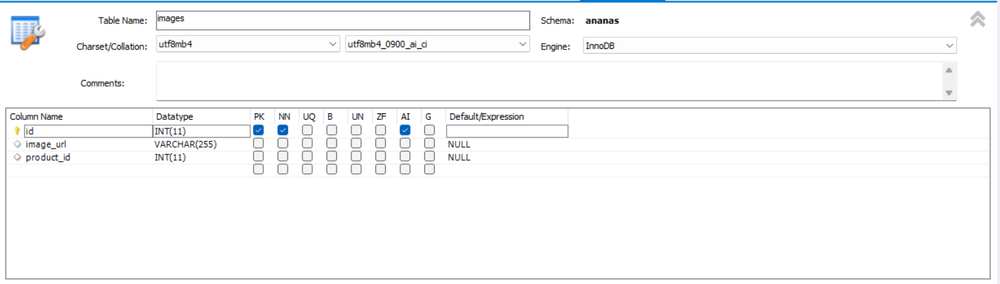 Table Name: images Schema: ananas
Charset/Collation: utf8mb4 utf8mb4_0900_ai_ci Engine: InnoDB
Comments:
Column Name Datatype PK NN UQ B UN ZF AI G Default/Expression
id INT(11)
image_url VARCHAR(255) NULL
product_id INT(11) NULL